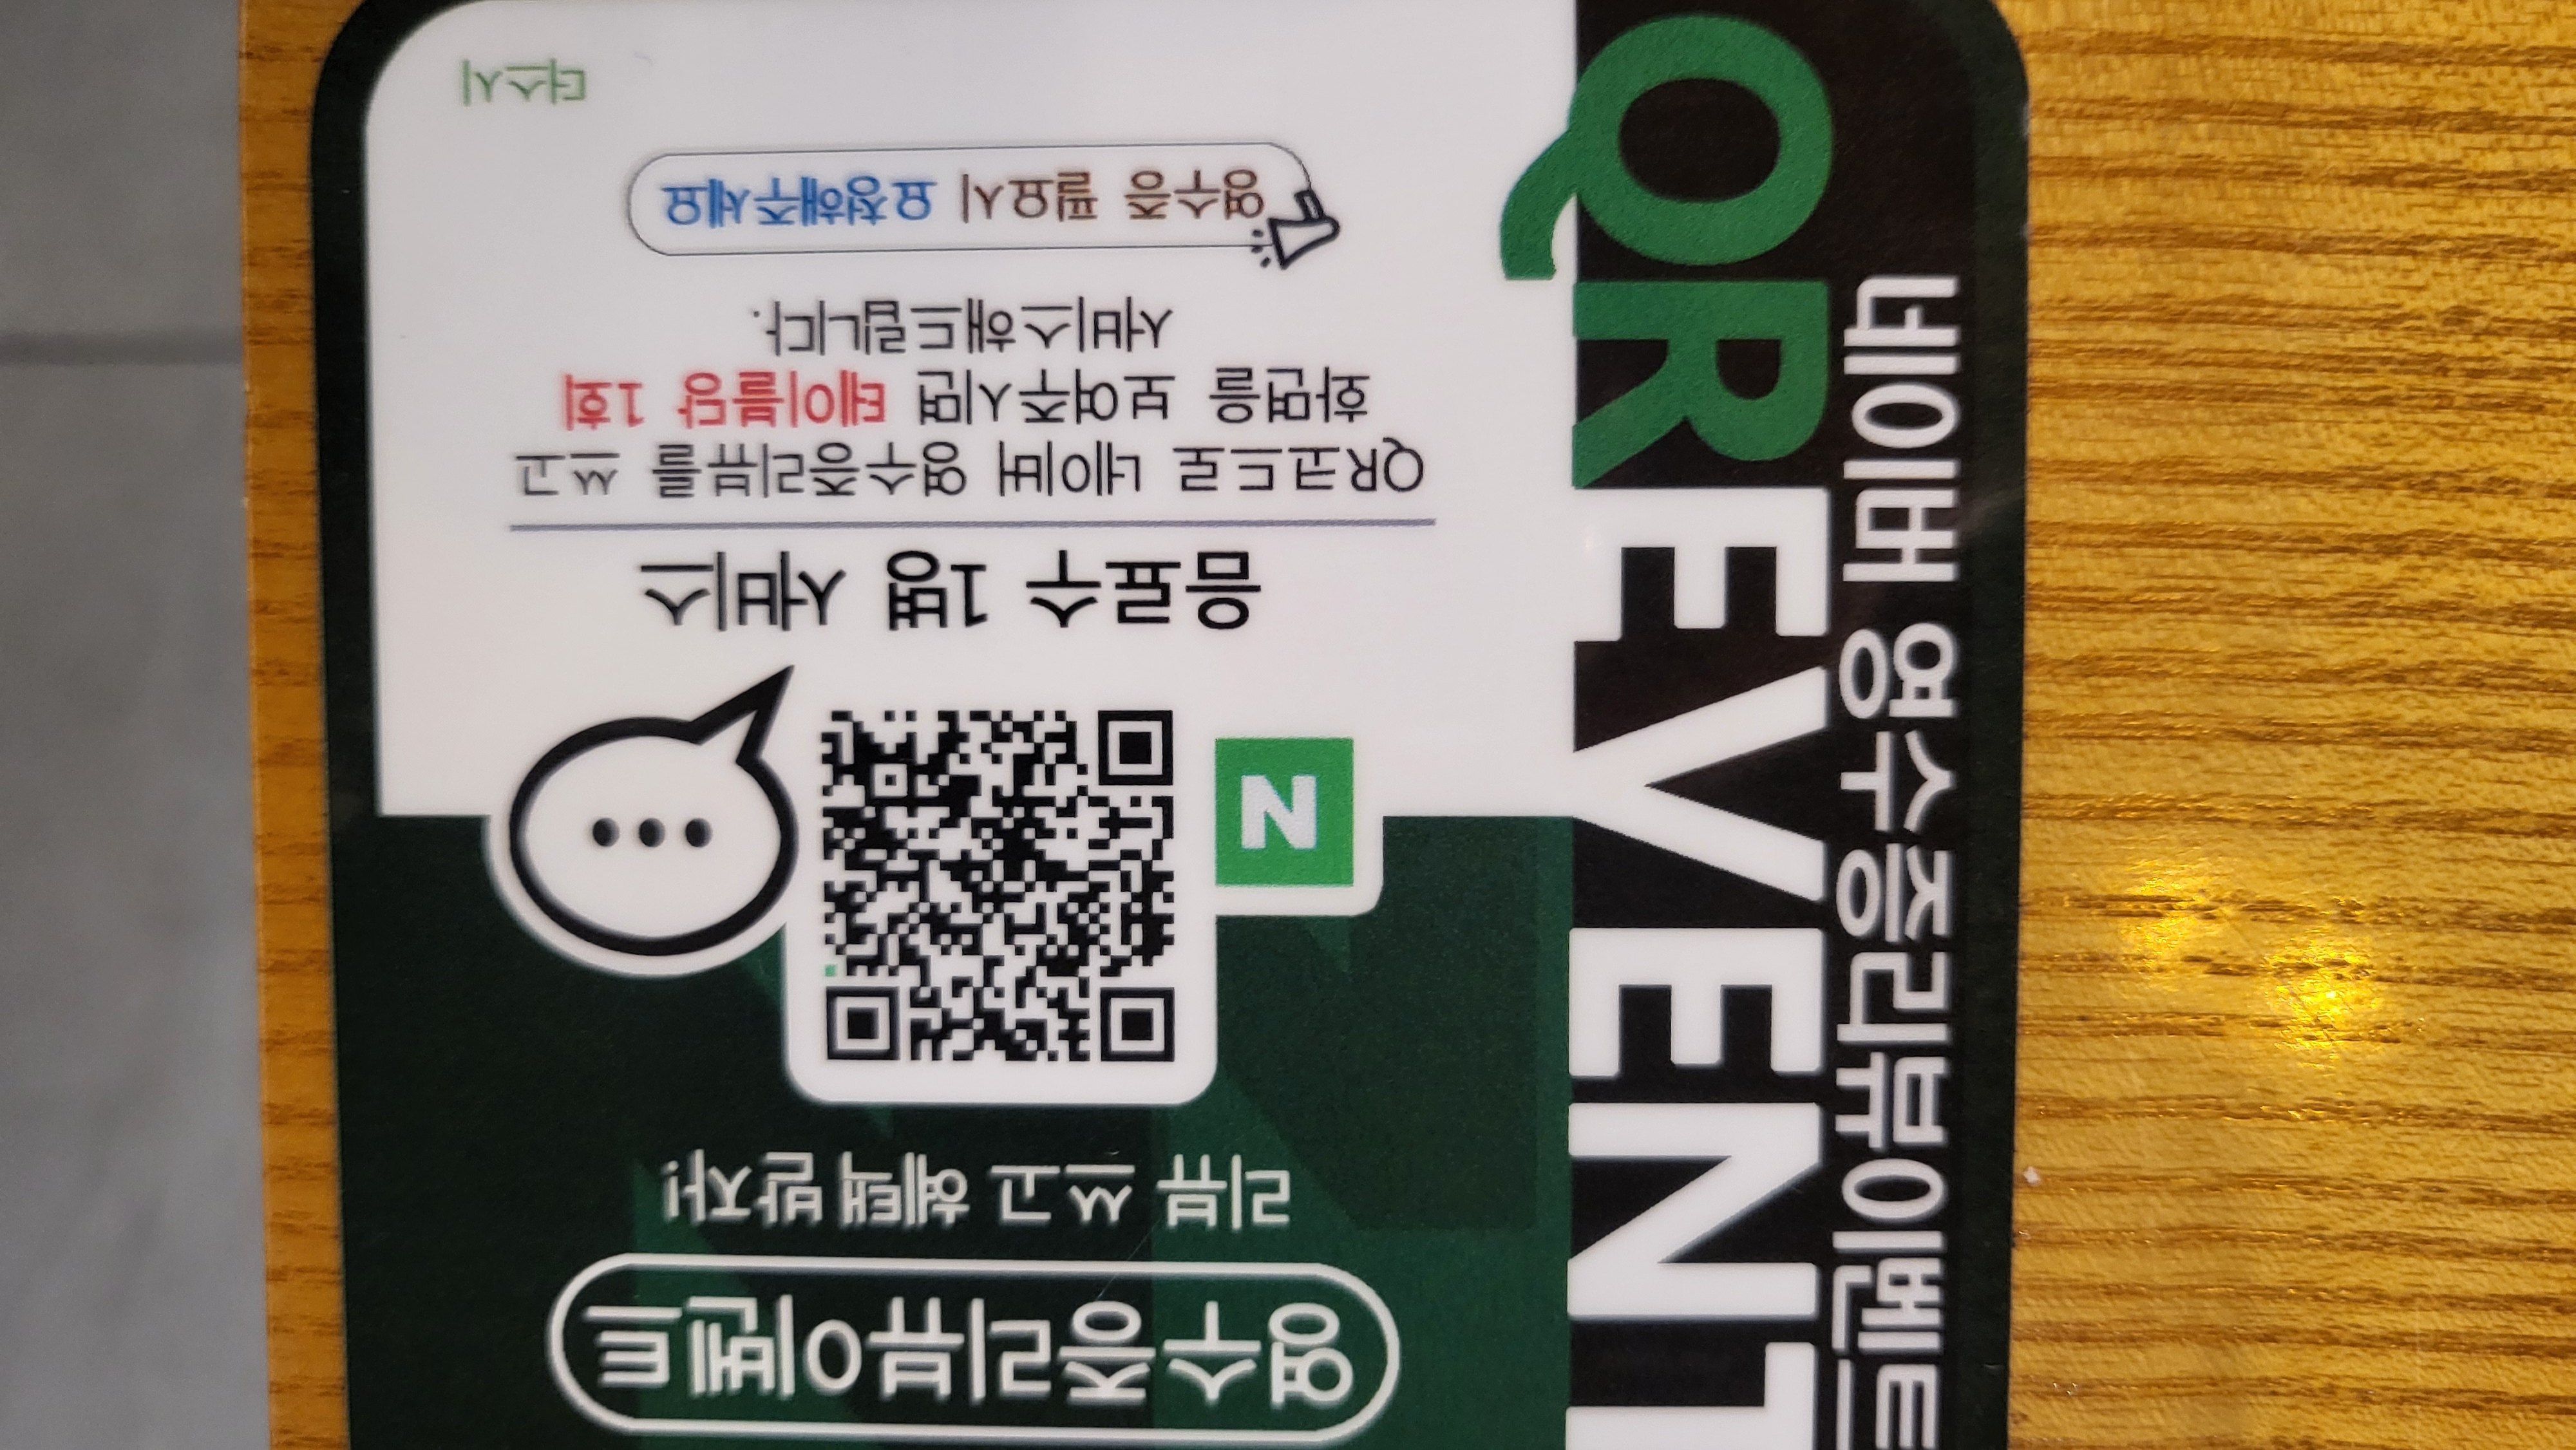 영수증리뷰이벤트
리뷰 쓰고 혜택 받자!
N
음료수 1병 서비스
QR코드로 네이버 영수증리뷰를 쓰고
화면을 보여주시면 테이블당 1회
서비스해드립니다.
영수증 필요시 요청해주세요
다소시
QR EVENT
네이버 영수증리뷰이벤트